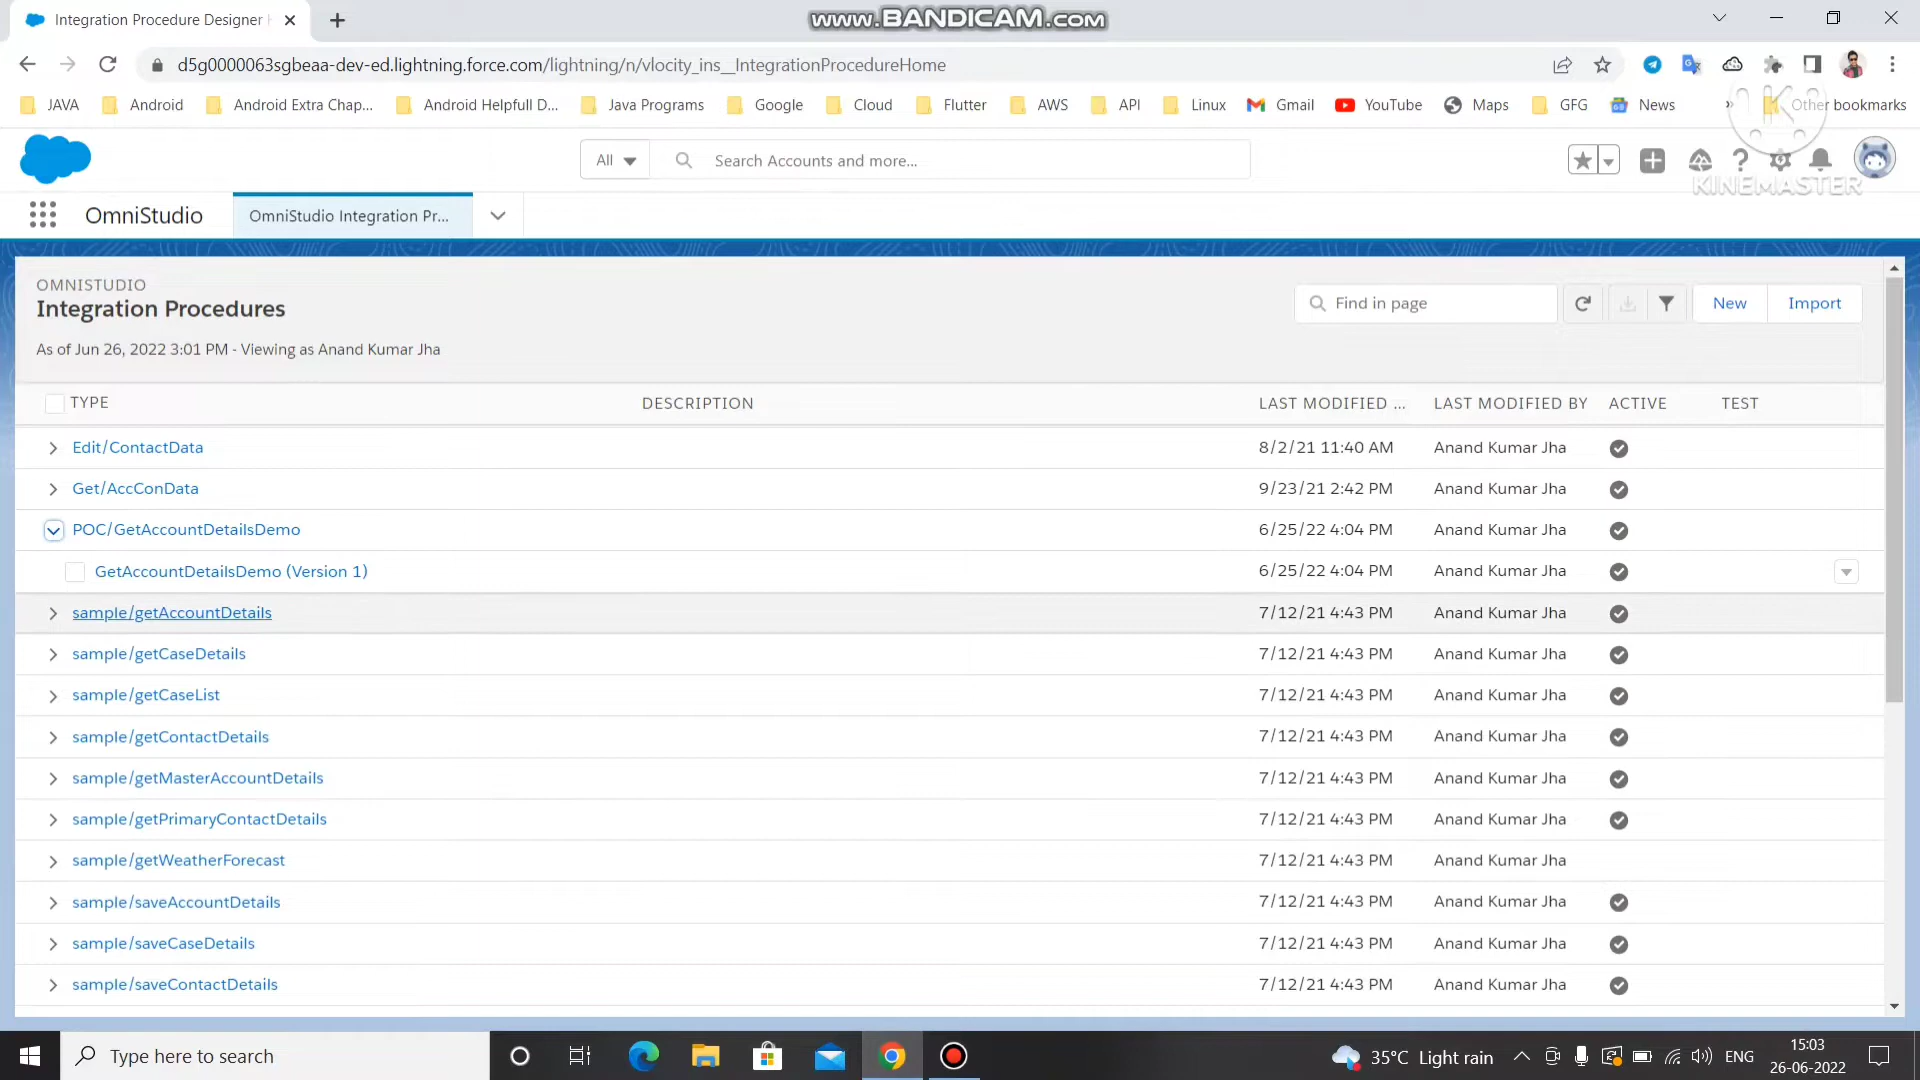 Integration Procedure Designer
www.BANDICAM.com
d5g0000063sgbeaa-dev-ed.lightning.force.com/lightning/n/vlocity_ins__IntegrationProcedureHome
JAVA Android Android Extra Chap... Android Helpfull D... Java Programs Google Cloud Flutter AWS API Linux Gmail YouTube Maps GFG News » Other bookmarks
All Search Accounts and more...
KINEMASTER
OmniStudio OmniStudio Integration Pr...
OMNISTUDIO
Integration Procedures
Find in page New Import
As of Jun 26, 2022 3:01 PM - Viewing as Anand Kumar Jha
TYPE DESCRIPTION LAST MODIFIED ... LAST MODIFIED BY ACTIVE TEST
Edit/ContactData 8/2/21 11:40 AM Anand Kumar Jha
Get/AccConData 9/23/21 2:42 PM Anand Kumar Jha
POC/GetAccountDetailsDemo 6/25/22 4:04 PM Anand Kumar Jha
GetAccountDetailsDemo (Version 1) 6/25/22 4:04 PM Anand Kumar Jha
sample/getAccountDetails 7/12/21 4:43 PM Anand Kumar Jha
sample/getCaseDetails 7/12/21 4:43 PM Anand Kumar Jha
sample/getCaseList 7/12/21 4:43 PM Anand Kumar Jha
sample/getContactDetails 7/12/21 4:43 PM Anand Kumar Jha
sample/getMasterAccountDetails 7/12/21 4:43 PM Anand Kumar Jha
sample/getPrimaryContactDetails 7/12/21 4:43 PM Anand Kumar Jha
sample/getWeatherForecast 7/12/21 4:43 PM Anand Kumar Jha
sample/saveAccountDetails 7/12/21 4:43 PM Anand Kumar Jha
sample/saveCaseDetails 7/12/21 4:43 PM Anand Kumar Jha
sample/saveContactDetails 7/12/21 4:43 PM Anand Kumar Jha
Type here to search 35°C Light rain ENG 15:03
26-06-2022